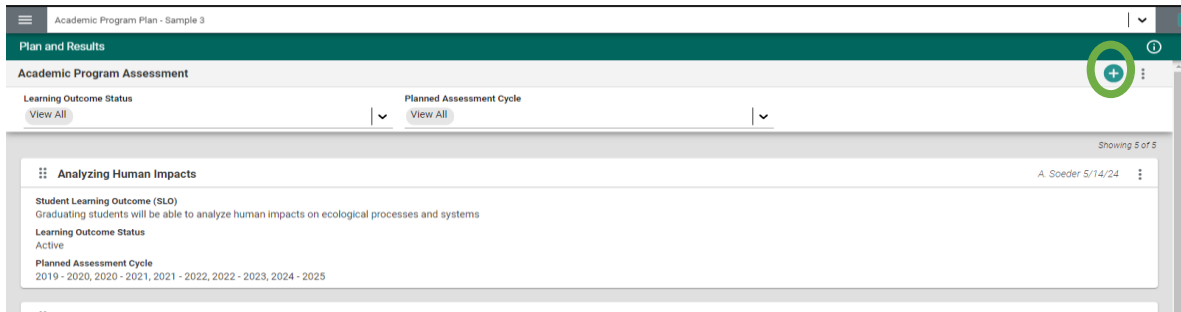 Academic Program Plan - Sample 3
Plan and Results
Academic Program Assessment
Learning Outcome Status
Planned Assessment Cycle
View All
View All
Showing 5 of 5
Analyzing Human Impacts
A. Soeder 5/14/24
Student Learning Outcome (SLO)
Graduating students will be able to analyze human impacts on ecological processes and systems
Learning Outcome Status
Active
Planned Assessment Cycle
2019 - 2020, 2020 - 2021, 2021 - 2022, 2022 - 2023, 2024 - 2025